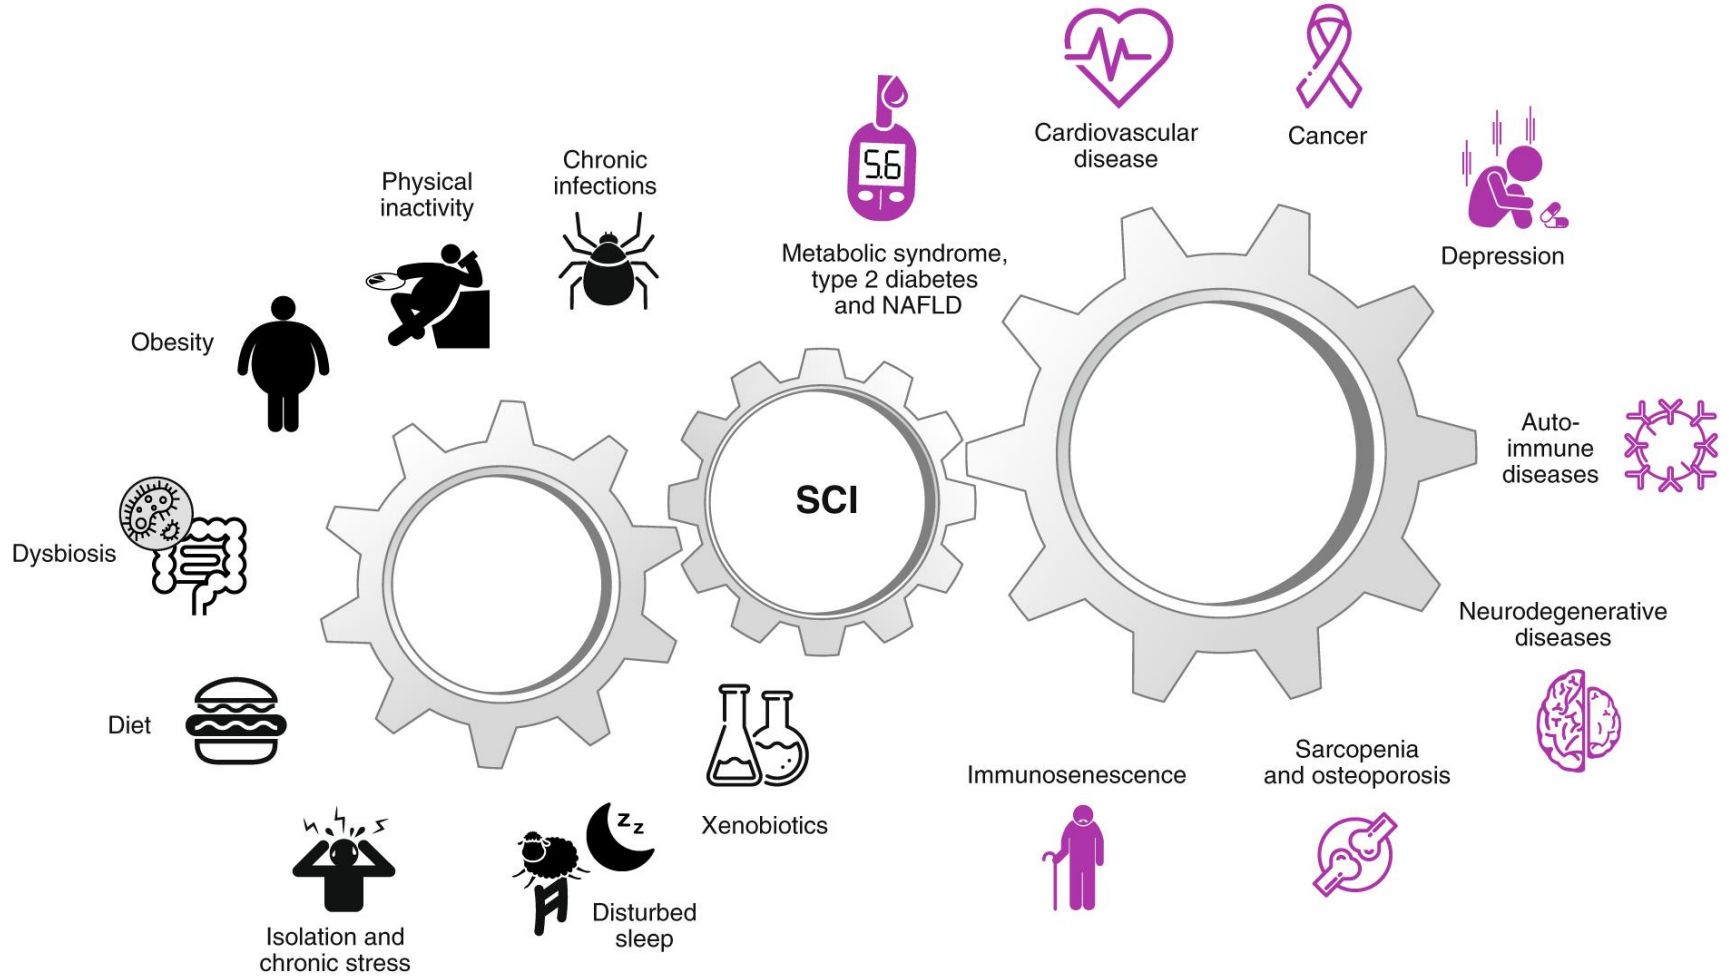 Chronic
infections
Physical
inactivity
Obesity
Dysbiosis
Diet
Isolation and
chronic stress
z z
Disturbed
sleep
Xenobiotics
SCI
5.6
Metabolic syndrome,
type 2 diabetes
and NAFLD
Cardiovascular
disease
Cancer
Depression
Auto-
immune
diseases
Neurodegenerative
diseases
Sarcopenia
and osteoporosis
Immunosenescence